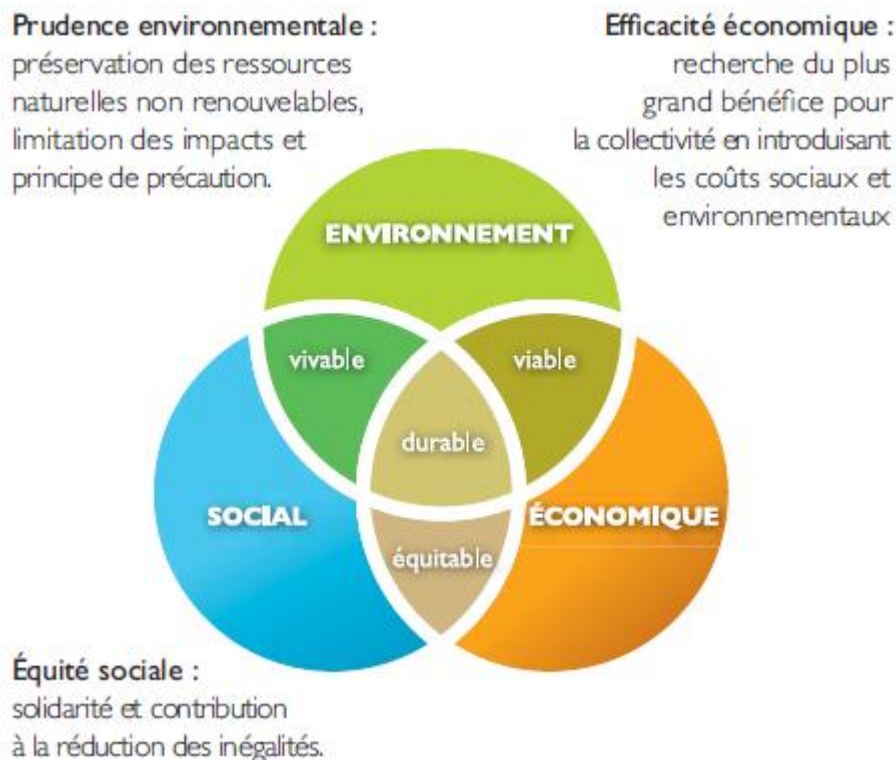 Prudence environnementale :
préservation des ressources
naturelles non renouvelables,
limitation des impacts et
principe de précaution.
Efficacité économique :
recherche du plus
grand bénéfice pour
la collectivité en introduisant
les coûts sociaux et
environnementaux
ENVIRONNEMENT
vivable
viable
durable
SOCIAL
ÉCONOMIQUE
équitable
Équité sociale :
solidarité et contribution
à la réduction des inégalités.